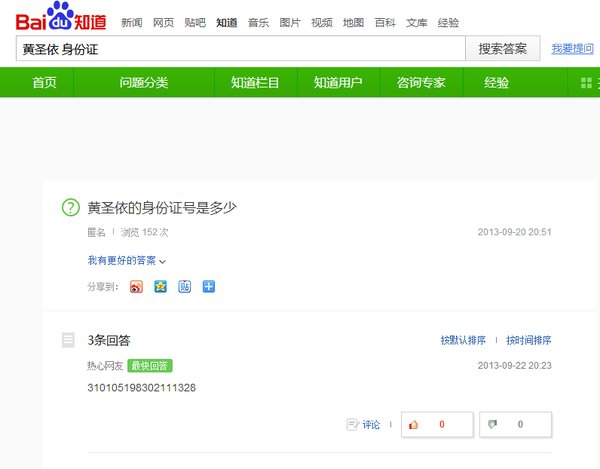 Bai du 知道
新闻 网页 贴吧 知道 音乐 图片 视频 地图 百科 文库 经验
黄圣依 身份证 搜索答案 我要提问
首页 问题分类 知道栏目 知道用户 咨询专家 经验
? 黄圣依的身份证号是多少
匿名 | 浏览 152 次 2013-09-20 20:51
我有更好的答案
分享到:
3条回答 按默认排序 | 按时间排序
热心网友 最快回答 2013-09-22 20:23
310105198302111328
评论 | 0 0